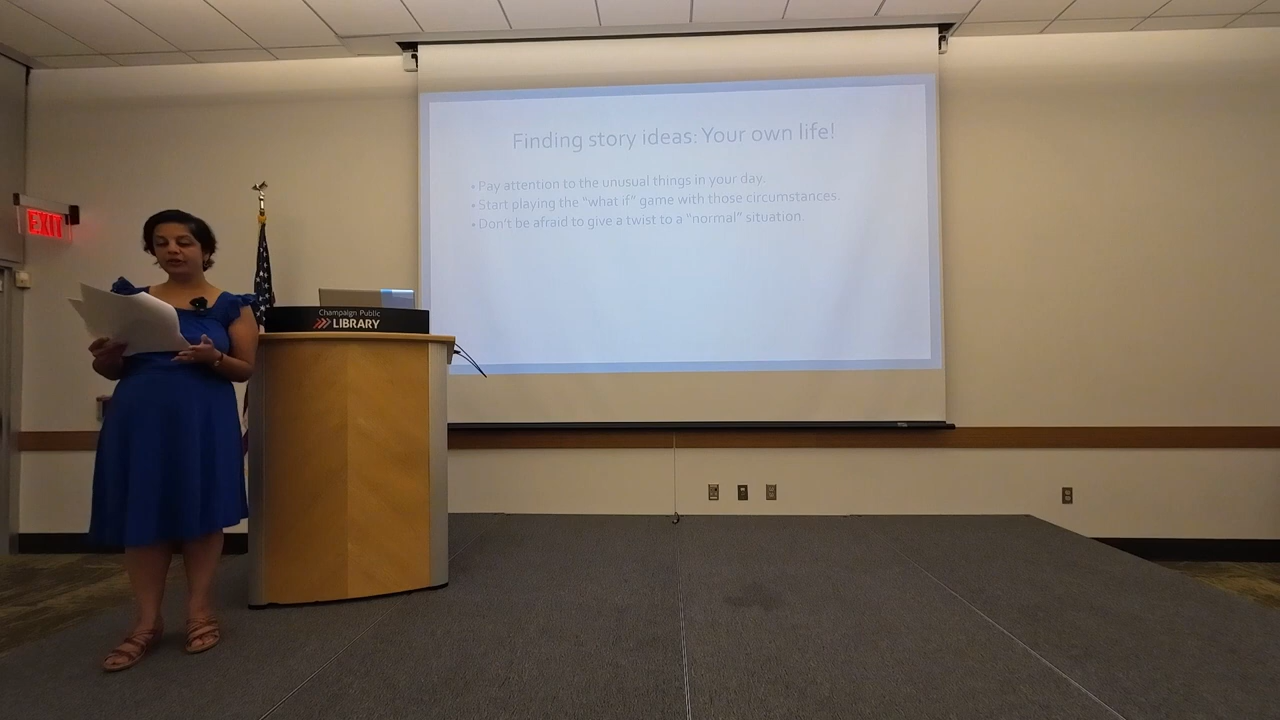 Finding story ideas: Your own life!
• Pay attention to the unusual things in your day.
• Start playing the “what if” game with those circumstances.
• Don't be afraid to give a twist to a “normal” situation.
EXIT
Champaign Public
LIBRARY